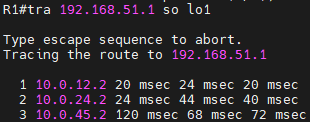 R1#tra 192.168.51.1 so lo1
Type escape sequence to abort.
Tracing the route to 192.168.51.1
1 10.0.12.2 20 msec 24 msec 20 msec
2 10.0.24.2 24 msec 44 msec 40 msec
3 10.0.45.2 120 msec 68 msec 72 msec